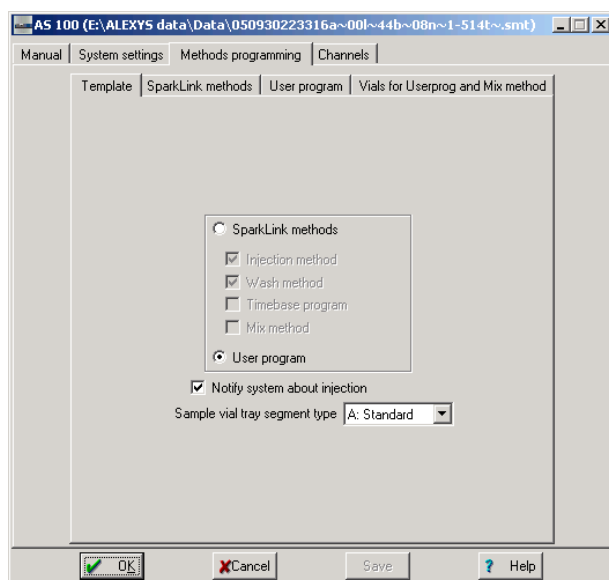 AS 100 (E:\ALEXYS data\Data\050930223316a~00l~44b~08n~1-514t~.smt)
Manual System settings Methods programming Channels
Template SparkLink methods User program Vials for Userprog and Mix method
SparkLink methods
Injection method
Wash method
Timebase program
Mix method
User program
Notify system about injection
Sample vial tray segment type A: Standard
OK Cancel Save ? Help